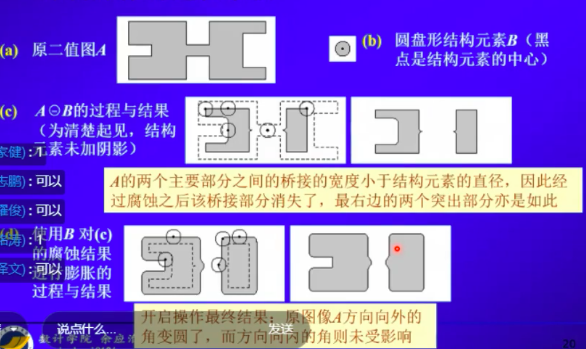 (a) 原二值图A
(b) 圆盘形结构元素B（黑
点是结构元素的中心）
(c) A⊖B的过程与结果
（为清楚起见，结构
元素未加阴影）
家健）: 1
志鹏）: 可以
耀俊）: 可以
A的两个主要部分之间的桥接的宽度小于结构元素的直径，因此经
过腐蚀之后该桥接部分消失了，最右边的两个突出部分亦是如此
(d) 使用B 对(c)
的腐蚀结果
进行膨胀的
过程与结果
: 1
泽文）: 可以
开启操作最终结果：原图像A方向向外的
角变圆了，而方向向内的角则未受影响
说点什么...
发送
数计学院
20